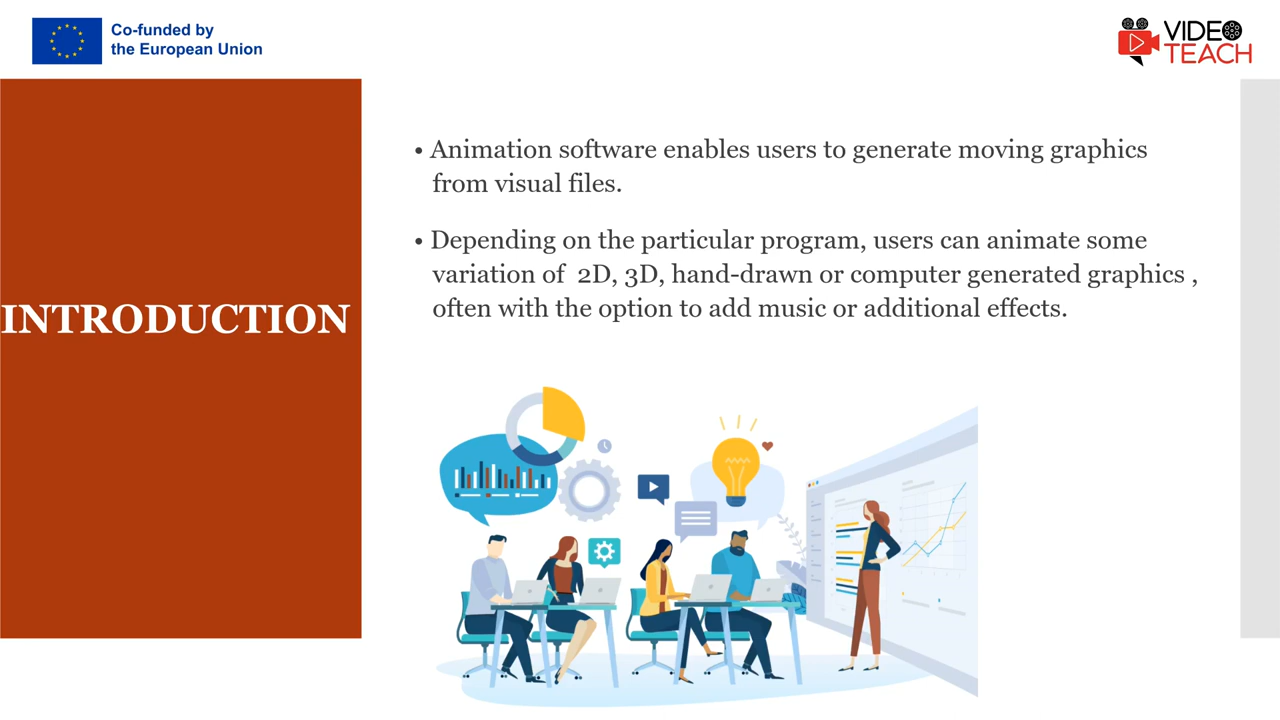 Co-funded by
the European Union
VIDEO
TEACH
INTRODUCTION
• Animation software enables users to generate moving graphics
from visual files.
• Depending on the particular program, users can animate some
variation of  2D, 3D, hand-drawn or computer generated graphics ,
often with the option to add music or additional effects.